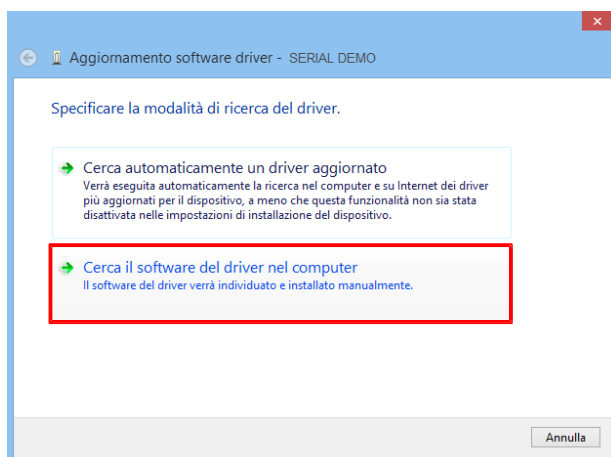 Aggiornamento software driver - SERIAL DEMO
Specificare la modalità di ricerca del driver.
Cerca automaticamente un driver aggiornato
Verrà eseguita automaticamente la ricerca nel computer e su Internet dei driver
più aggiornati per il dispositivo, a meno che questa funzionalità non sia stata
disattivata nelle impostazioni di installazione del dispositivo.
Cerca il software del driver nel computer
Il software del driver verrà individuato e installato manualmente.
Annulla